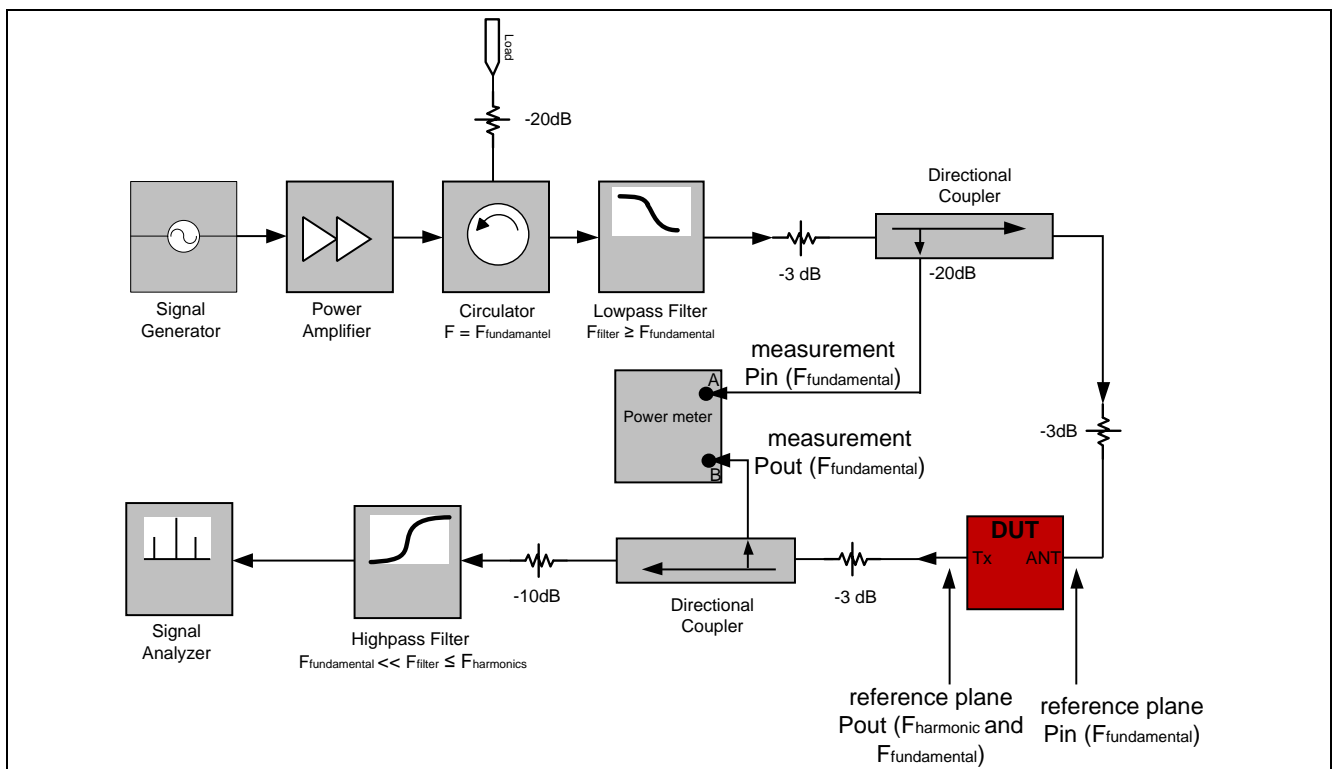 Load
-20dB
Directional
Coupler
-20dB
-3 dB
Signal
Generator
Power
Amplifier
Circulator
F = Ffundamantel
Lowpass Filter
Ffilter ≥ Ffundamental
measurement
Pin (Ffundamental)
A
Power meter
B
measurement
Pout (Ffundamental)
-3dB
DUT
Tx
ANT
-3 dB
Directional
Coupler
-10dB
Highpass Filter
Ffundamental << Ffilter ≤ Fharmonics
Signal
Analyzer
reference plane
Pout (Fharmonic and
Ffundamental)
reference plane
Pin (Ffundamental)